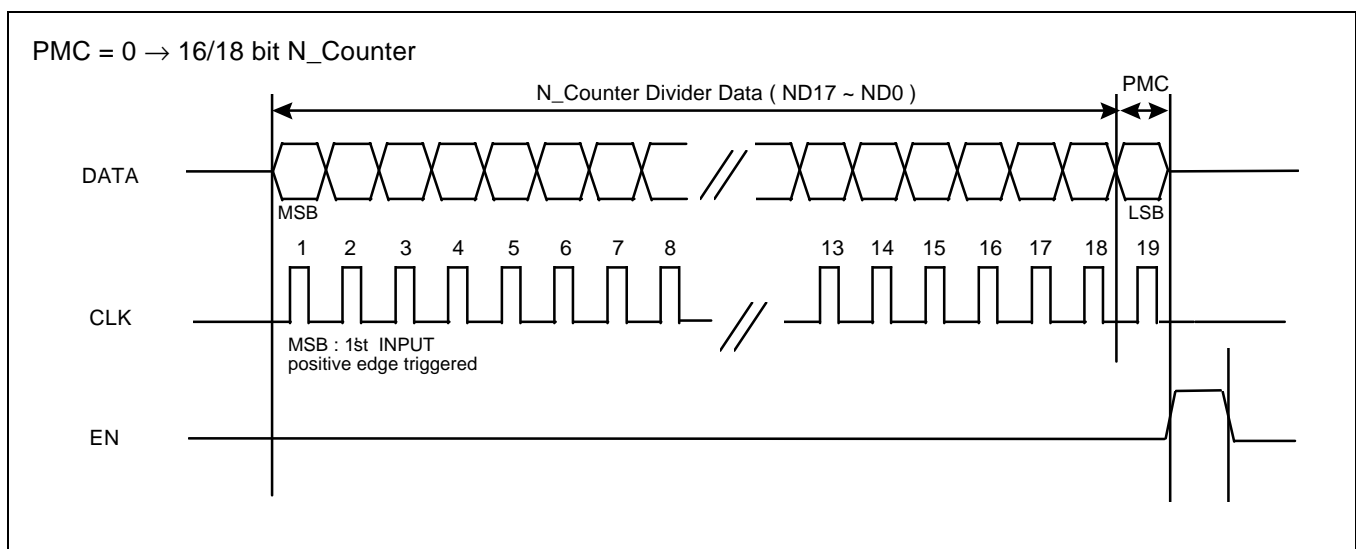 PMC = 0 → 16/18 bit N_Counter
N_Counter Divider Data ( ND17 ~ ND0 )
PMC
DATA
MSB
LSB
1 2 3 4 5 6 7 8 13 14 15 16 17 18 19
CLK
MSB : 1st INPUT
positive edge triggered
EN